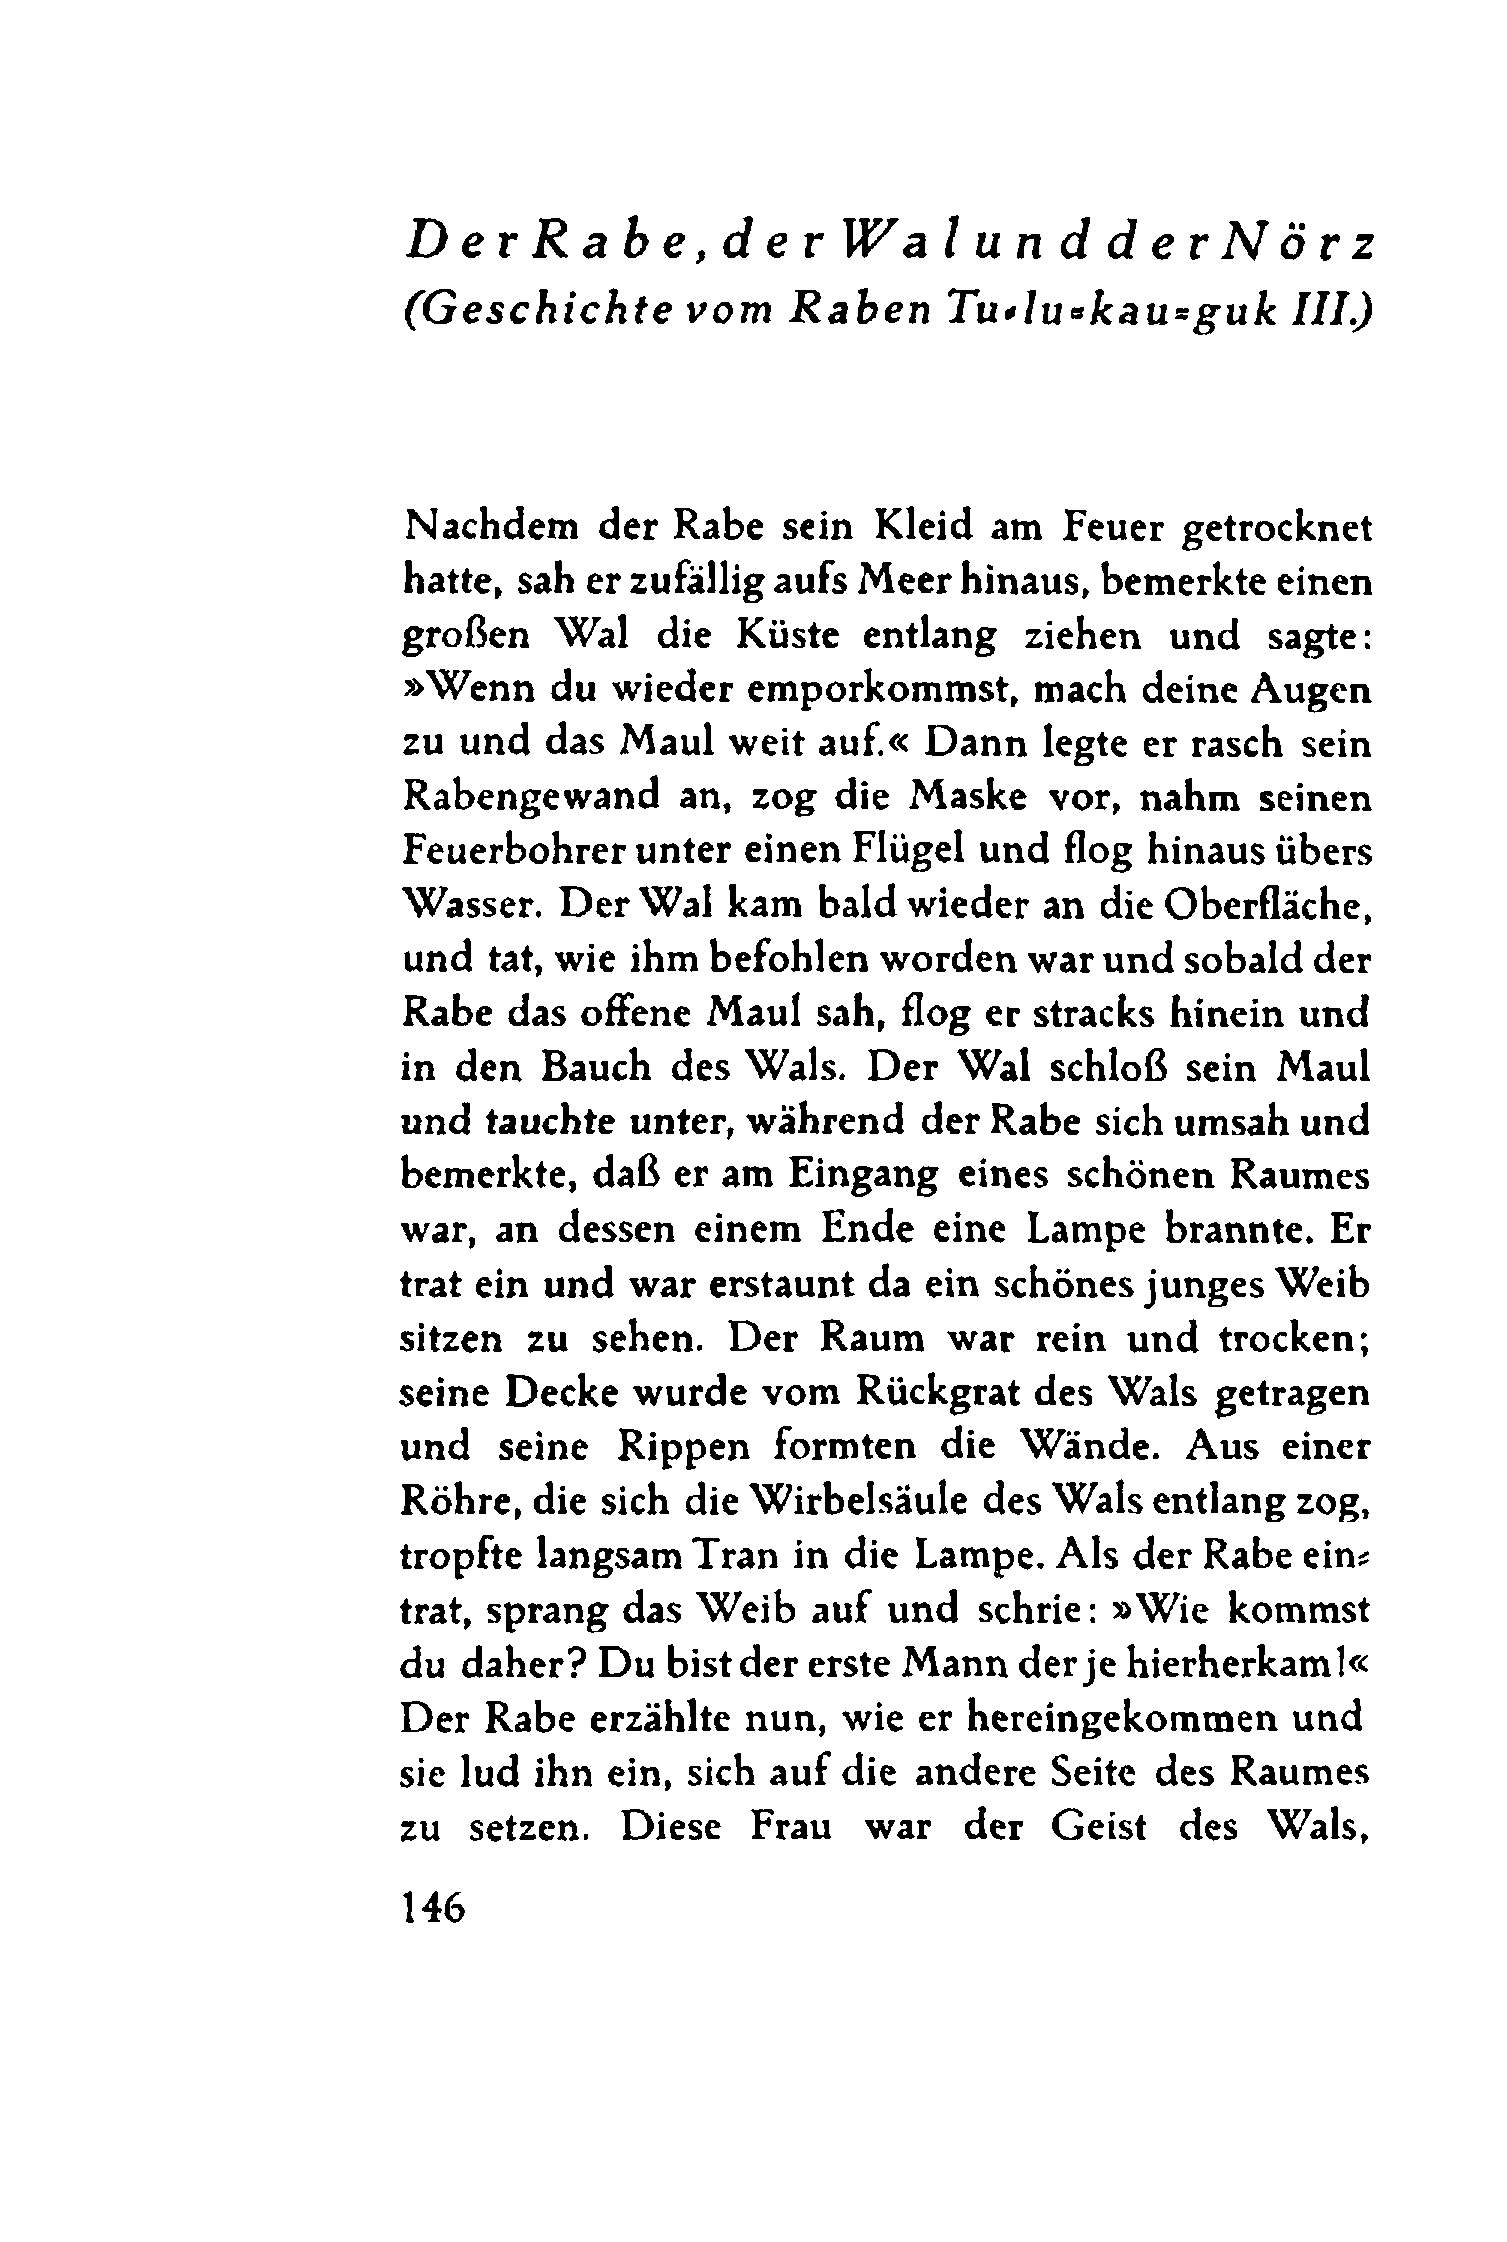 Der Rabe, der Wal und der Nörz
(Geschichte vom Raben Tu-lu-kau-guk III.)
Nachdem der Rabe sein Kleid am Feuer getrocknet
hatte, sah er zufällig aufs Meer hinaus, bemerkte einen
großen Wal die Küste entlang ziehen und sagte:
»Wenn du wieder emporkommst, mach deine Augen
zu und das Maul weit auf.« Dann legte er rasch sein
Rabengewand an, zog die Maske vor, nahm seinen
Feuerbohrer unter einen Flügel und flog hinaus übers
Wasser. Der Wal kam bald wieder an die Oberfläche,
und tat, wie ihm befohlen worden war und sobald der
Rabe das offene Maul sah, flog er stracks hinein und
in den Bauch des Wals. Der Wal schloß sein Maul
und tauchte unter, während der Rabe sich umsah und
bemerkte, daß er am Eingang eines schönen Raumes
war, an dessen einem Ende eine Lampe brannte. Er
trat ein und war erstaunt da ein schönes junges Weib
sitzen zu sehen. Der Raum war rein und trocken;
seine Decke wurde vom Rückgrat des Wals getragen
und seine Rippen formten die Wände. Aus einer
Röhre, die sich die Wirbelsäule des Wals entlang zog,
tropfte langsam Tran in die Lampe. Als der Rabe ein-
trat, sprang das Weib auf und schrie: »Wie kommst
du daher? Du bist der erste Mann der je hierherkam!«
Der Rabe erzählte nun, wie er hereingekommen und
sie lud ihn ein, sich auf die andere Seite des Raumes
zu setzen. Diese Frau war der Geist des Wals,
146